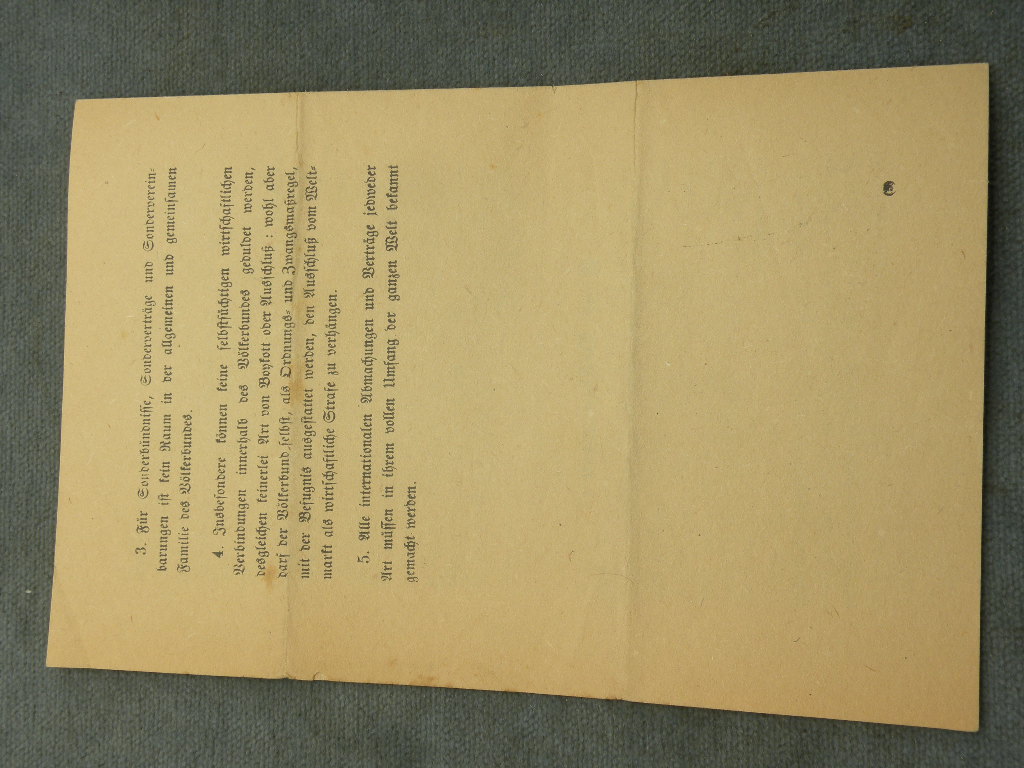 3. Für Sonderbündnisse, Sonderverträge und Sonderverein-
barungen ist kein Raum in der allgemeinen und gemeinsamen
Familie des Völkerbundes.
4. Insbesondere können keine selbstsüchtigen wirtschaftlichen
Verbindungen innerhalb des Völkerbundes geduldet werden,
desgleichen keinerlei Art von Boykott oder Ausschluß: wohl aber
darf der Völkerbund selbst, als Ordnungs- und Zwangsmaßregel,
mit der Befugnis ausgestattet werden, den Ausschluß vom Welt-
markt als wirtschaftliche Strafe zu verhängen.
5. Alle internationalen Abmachungen und Verträge jedweder
Art müssen in ihrem vollen Umfang der ganzen Welt bekannt
gemacht werden.